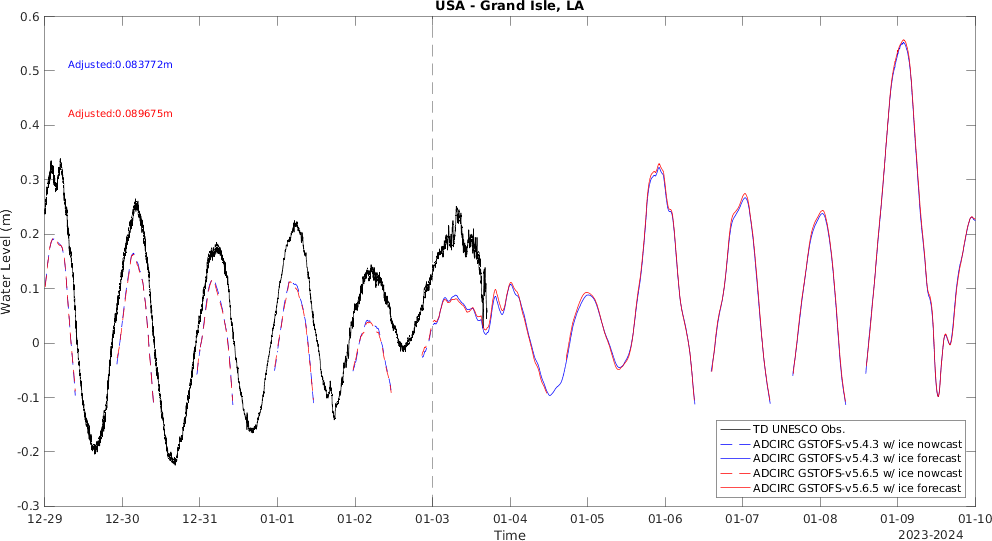 USA - Grand Isle, LA
0.6
0.5
0.4
0.3
0.2
0.1
0
-0.1
-0.2
-0.3
Water Level (m)
Adjusted:0.083772m
Adjusted:0.089675m
TD UNESCO Obs.
ADCIRC GSTOFS-v5.4.3 w/ ice nowcast
ADCIRC GSTOFS-v5.4.3 w/ ice forecast
ADCIRC GSTOFS-v5.6.5 w/ ice nowcast
ADCIRC GSTOFS-v5.6.5 w/ ice forecast
12-29 12-30 12-31 01-01 01-02 01-03 01-04 01-05 01-06 01-07 01-08 01-09 01-10
Time
2023-2024